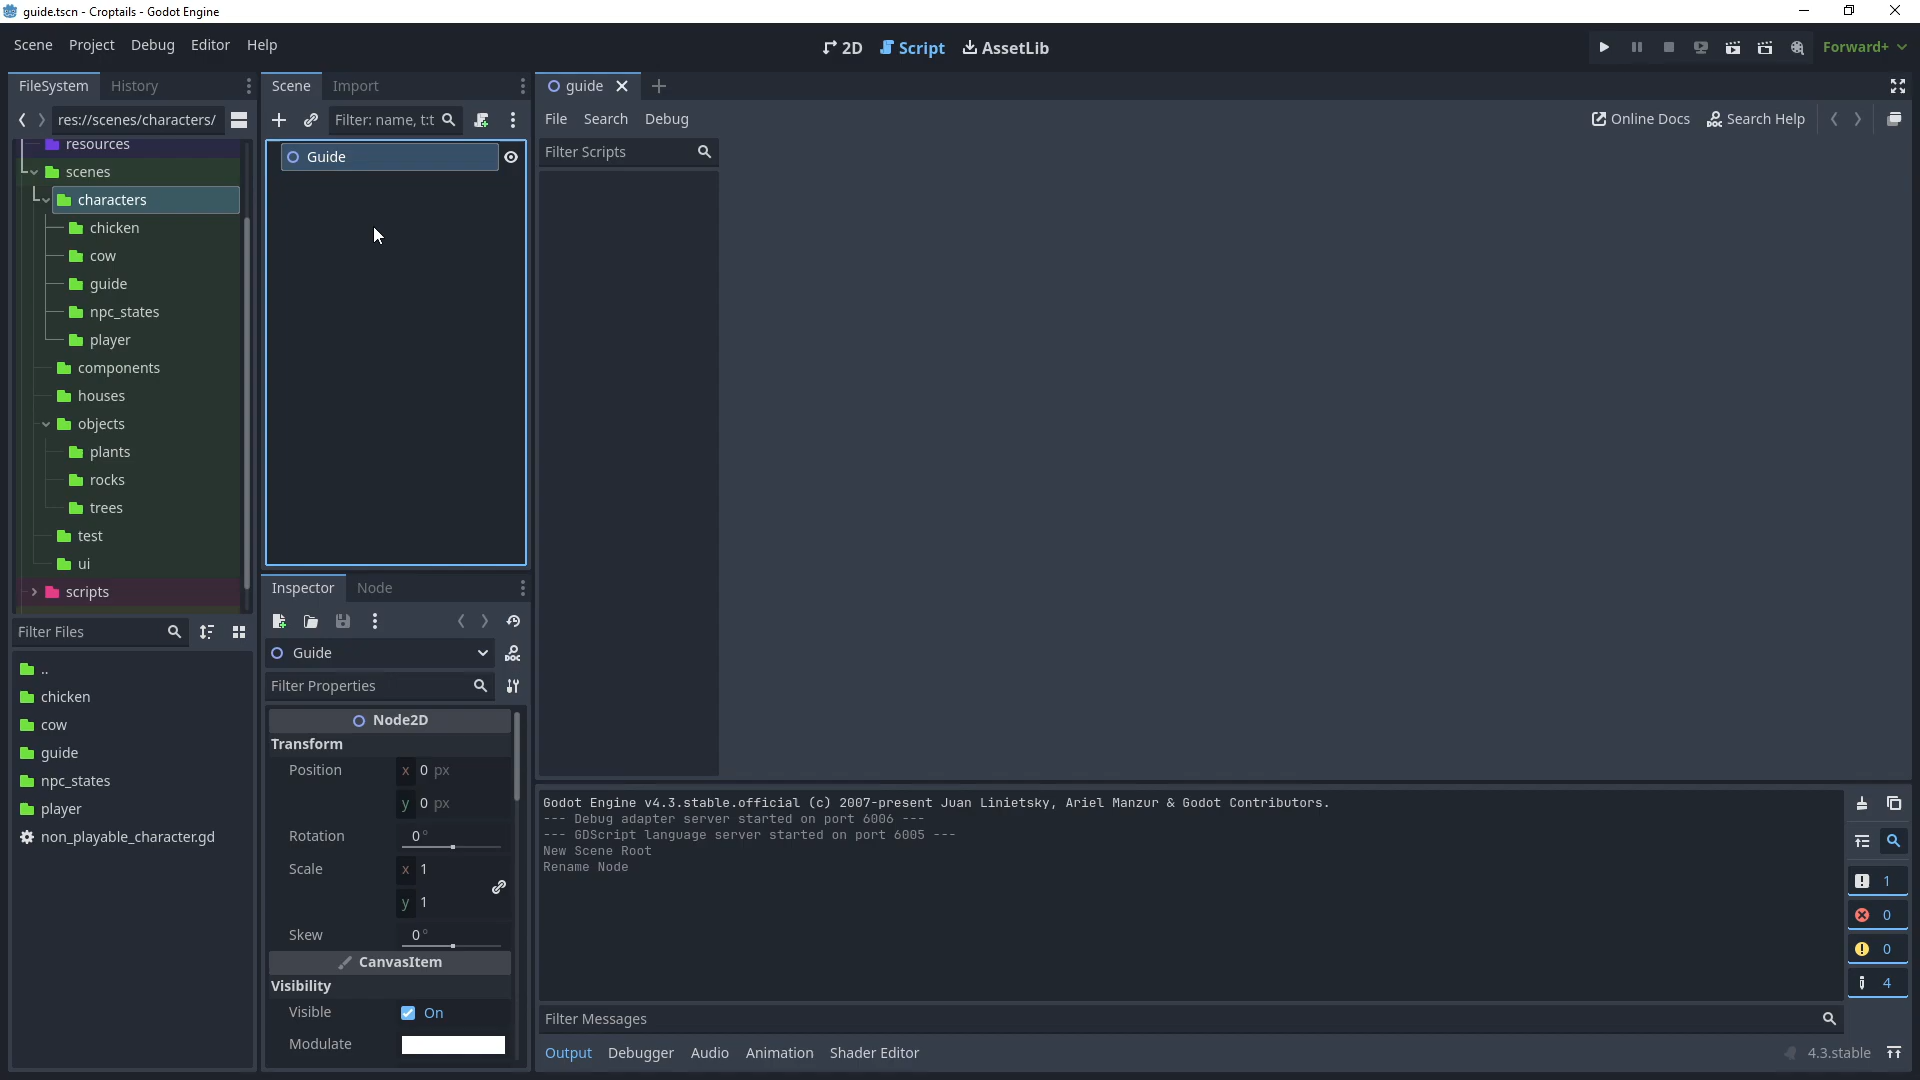 guide.tscn - Croptails - Godot Engine
Scene Project Debug Editor Help
2D Script AssetLib
Forward+
FileSystem History
res://scenes/characters/
resources
scenes
characters
chicken
cow
guide
npc_states
player
components
houses
objects
plants
rocks
trees
test
ui
scripts
Filter Files
..
chicken
cow
guide
npc_states
player
non_playable_character.gd
Scene Import
Filter: name, t:t
Guide
Inspector Node
Guide
DOC
Filter Properties
Node2D
Transform
Position x 0 px
y 0 px
Rotation 0°
Scale x 1
y 1
Skew 0°
CanvasItem
Visibility
Visible On
Modulate
guide
File Search Debug
Online Docs DOC Search Help
Filter Scripts
Godot Engine v4.3.stable.official (c) 2007-present Juan Linietsky, Ariel Manzur & Godot Contributors.
--- Debug adapter server started on port 6006 ---
--- GDScript language server started on port 6005 ---
New Scene Root
Rename Node
1
0
0
4
Filter Messages
Output Debugger Audio Animation Shader Editor
4.3.stable